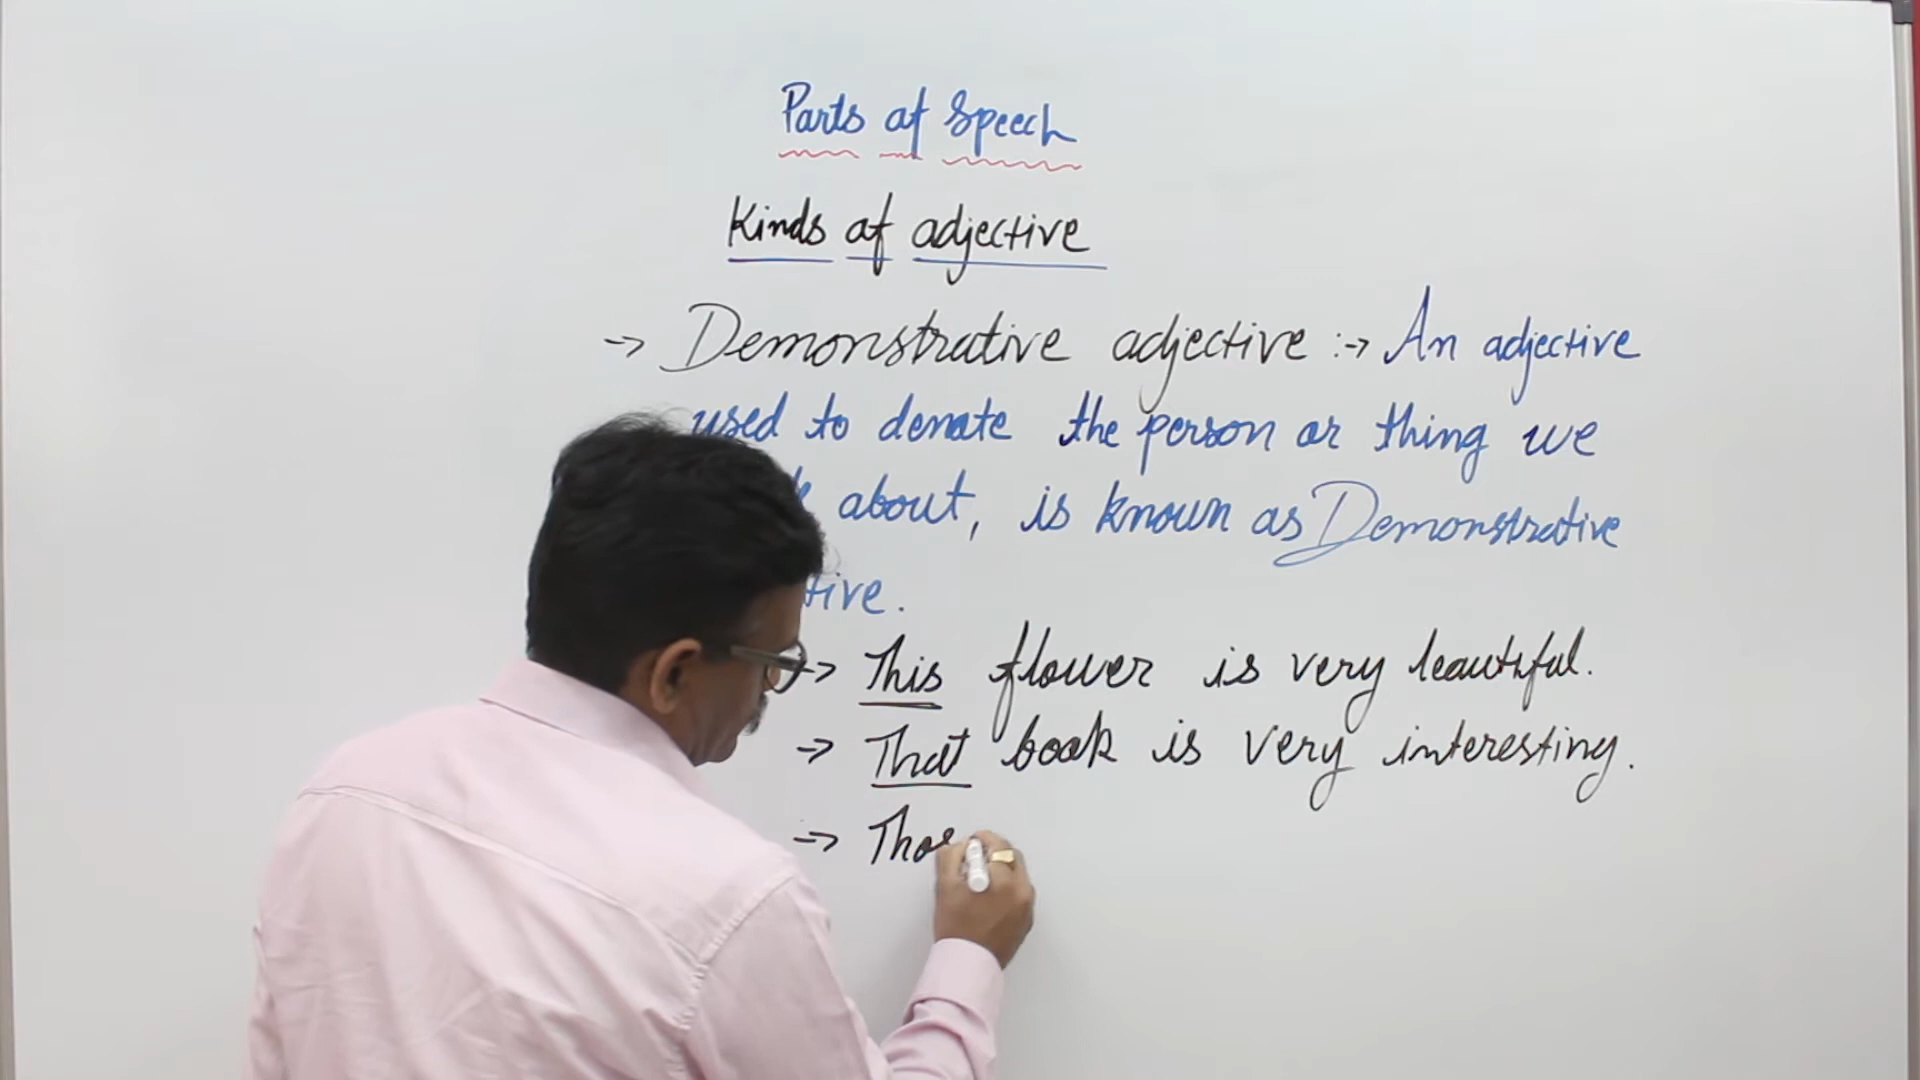 Parts of Speech
Kinds of adjective
-> Demonstrative adjective :-> An adjective
used to denote the person or thing we
about, is known as Demonstrative
tive.
-> This flower is very beautiful.
-> That book is very interesting.
-> Thos